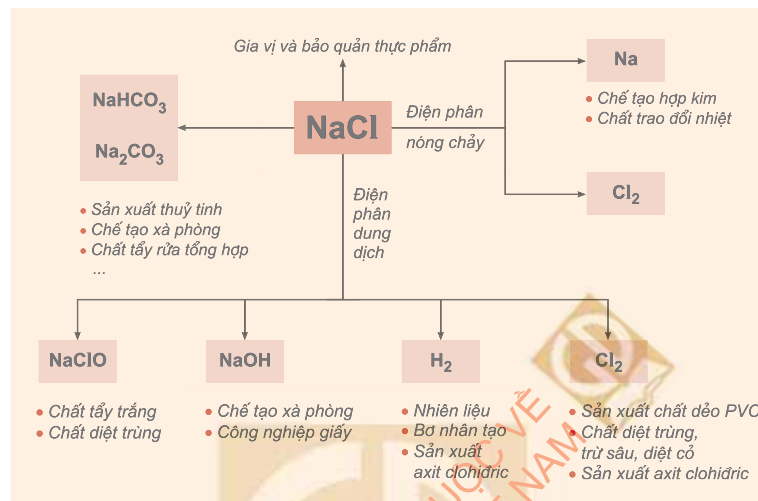 Gia vị và bảo quản thực phẩm
NaHCO3
Na2CO3
NaCl
Điện phân
nóng chảy
Na
• Chế tạo hợp kim
• Chất trao đổi nhiệt
Cl2
• Sản xuất thuỷ tinh
• Chế tạo xà phòng
• Chất tẩy rửa tổng hợp
...
Điện
phân
dung
dịch
NaClO
• Chất tẩy trắng
• Chất diệt trùng
NaOH
• Chế tạo xà phòng
• Công nghiệp giấy
H2
• Nhiên liệu
• Bơ nhân tạo
• Sản xuất
axit clohiđric
Cl2
• Sản xuất chất dẻo PVC
• Chất diệt trùng,
trừ sâu, diệt cỏ
• Sản xuất axit clohiđric
VỀ
NAM